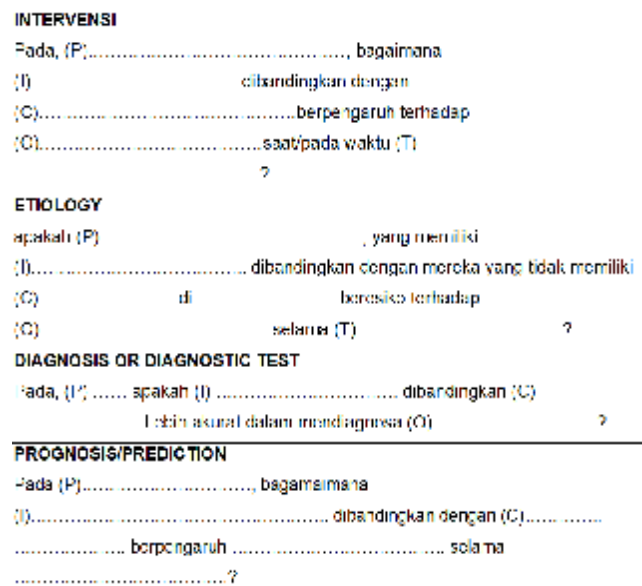 INTERVENSI
Pada, (P)............................................., bagaimana
(I) dibandingkan dengan
(C).............................................berpengaruh terhadap
(O).......................................saat/pada waktu (T)
?
ETIOLOGY
apakah (P) , yang memiliki
(I)...................................... dibandingkan dengan mereka yang tidak memiliki
(C) di beresiko terhadap
(O) selama (T) ?
DIAGNOSIS OR DIAGNOSTIC TEST
Pada, (P) ...... apakah (I) ................................ dibandingkan (C)
Lebih akurat dalam mendiagnosa (O) ?
PROGNOSIS/PREDICTION
Pada (P).............................., bagamaimana
(I).................................................... dibandingkan dengan (C)..............
................... berpengaruh ..................................... selama
.....................................?